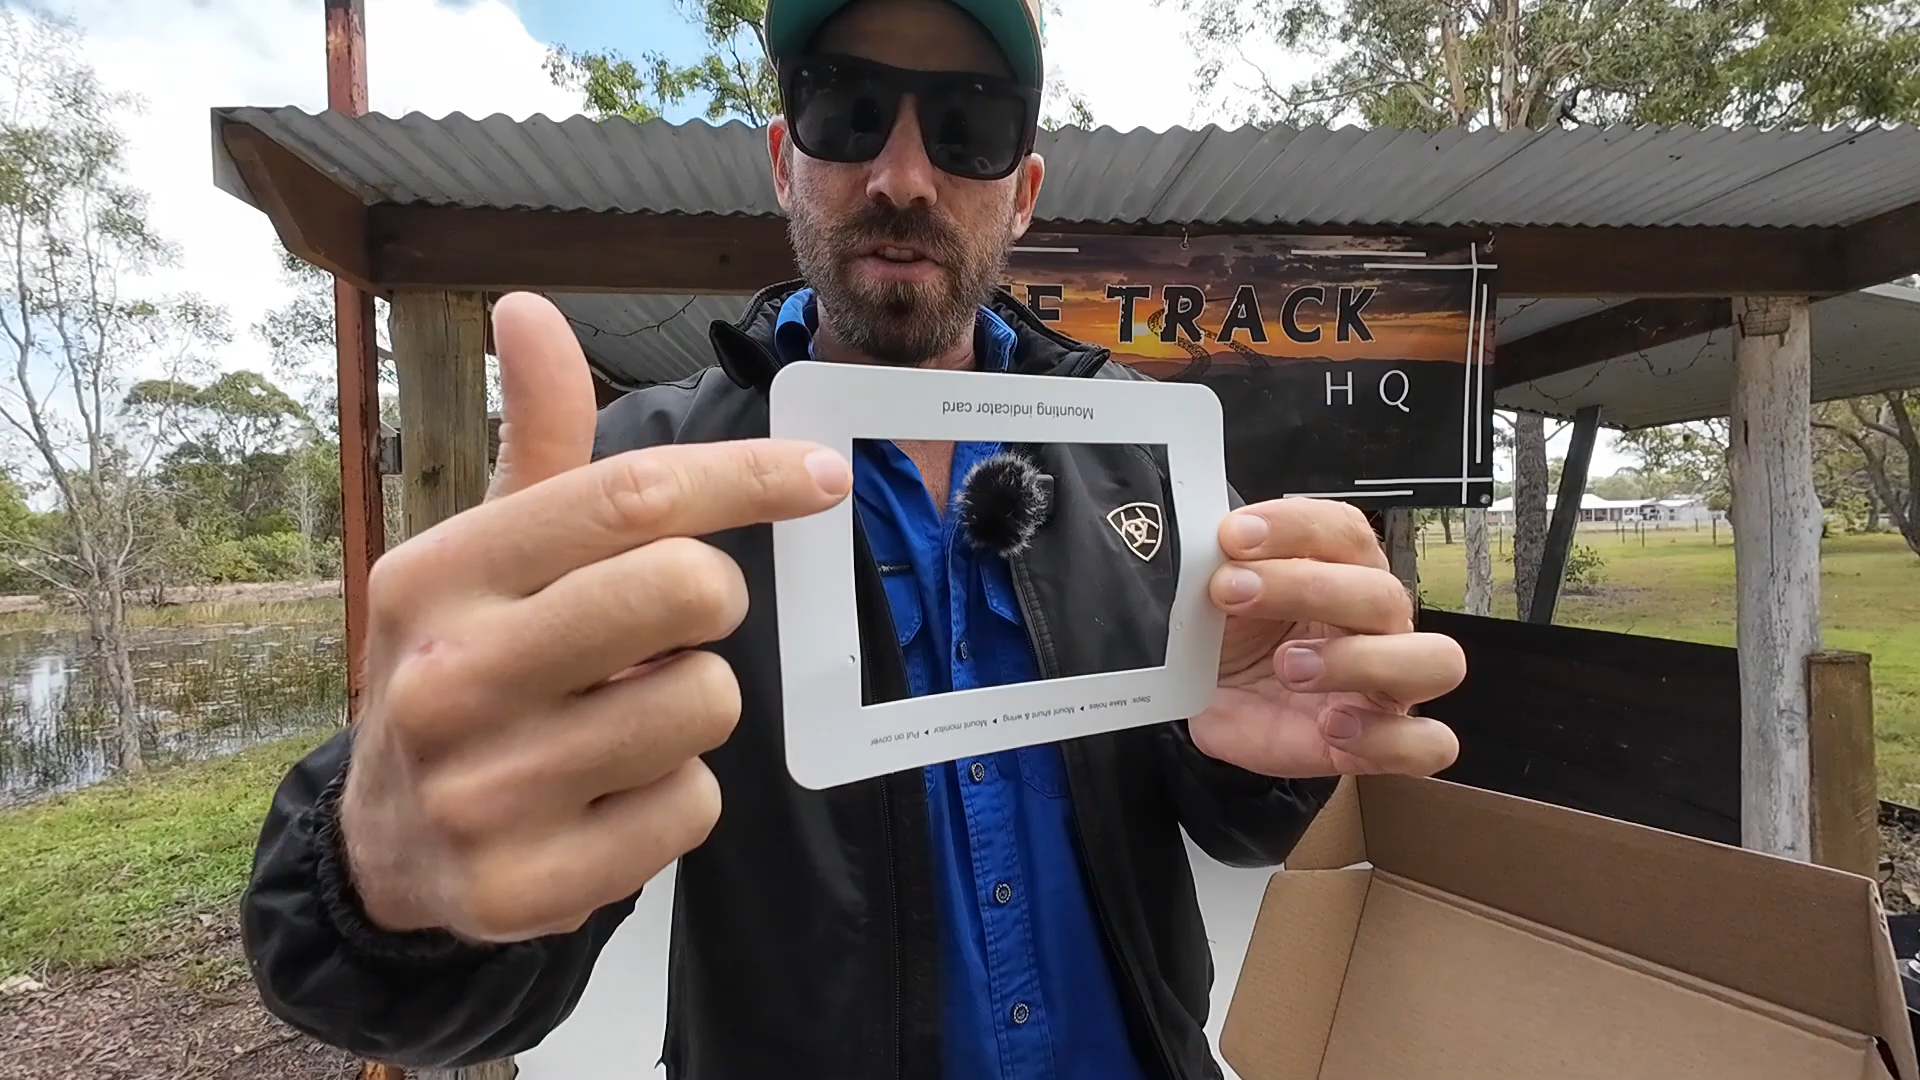 TRACK
HQ
Mounting indicator card
Steps: Make holes ▸ Mount shunt & wiring ▸ Mount monitor ▸ Put on cover